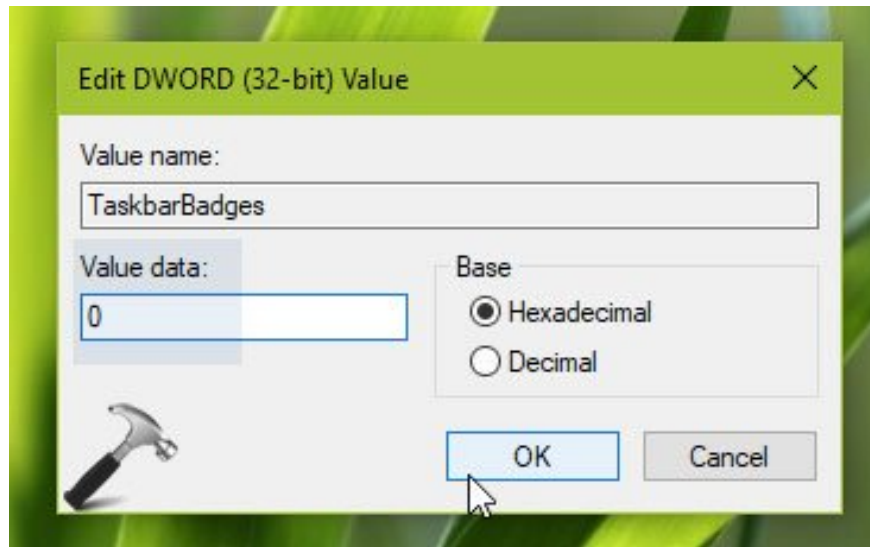 Edit DWORD (32-bit) Value
Value name:
TaskbarBadges
Value data:
0
Base
Hexadecimal
Decimal
OK
Cancel